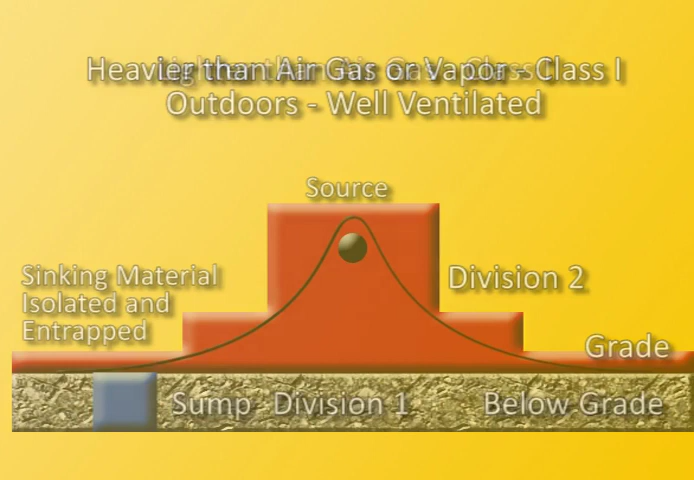 Heavier than Air Gas or Vapor - Class I
Outdoors - Well Ventilated
Source
Sinking Material
Isolated and
Entrapped
Division 2
Grade
Sump Division 1
Below Grade